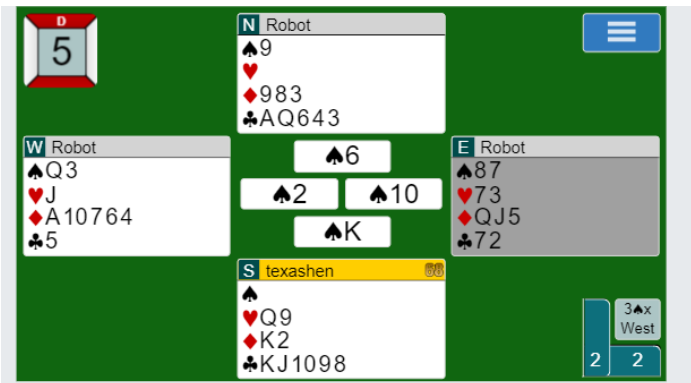 D
5
N Robot
♠9
♥
♦983
♣AQ643
W Robot
♠Q3
♥J
♦A10764
♣5
♠6
♠2 ♠10
♠K
E Robot
♠87
♥73
♦QJ5
♣72
S texashen
♠
♥Q9
♦K2
♣KJ1098
3♠x
West
2 2